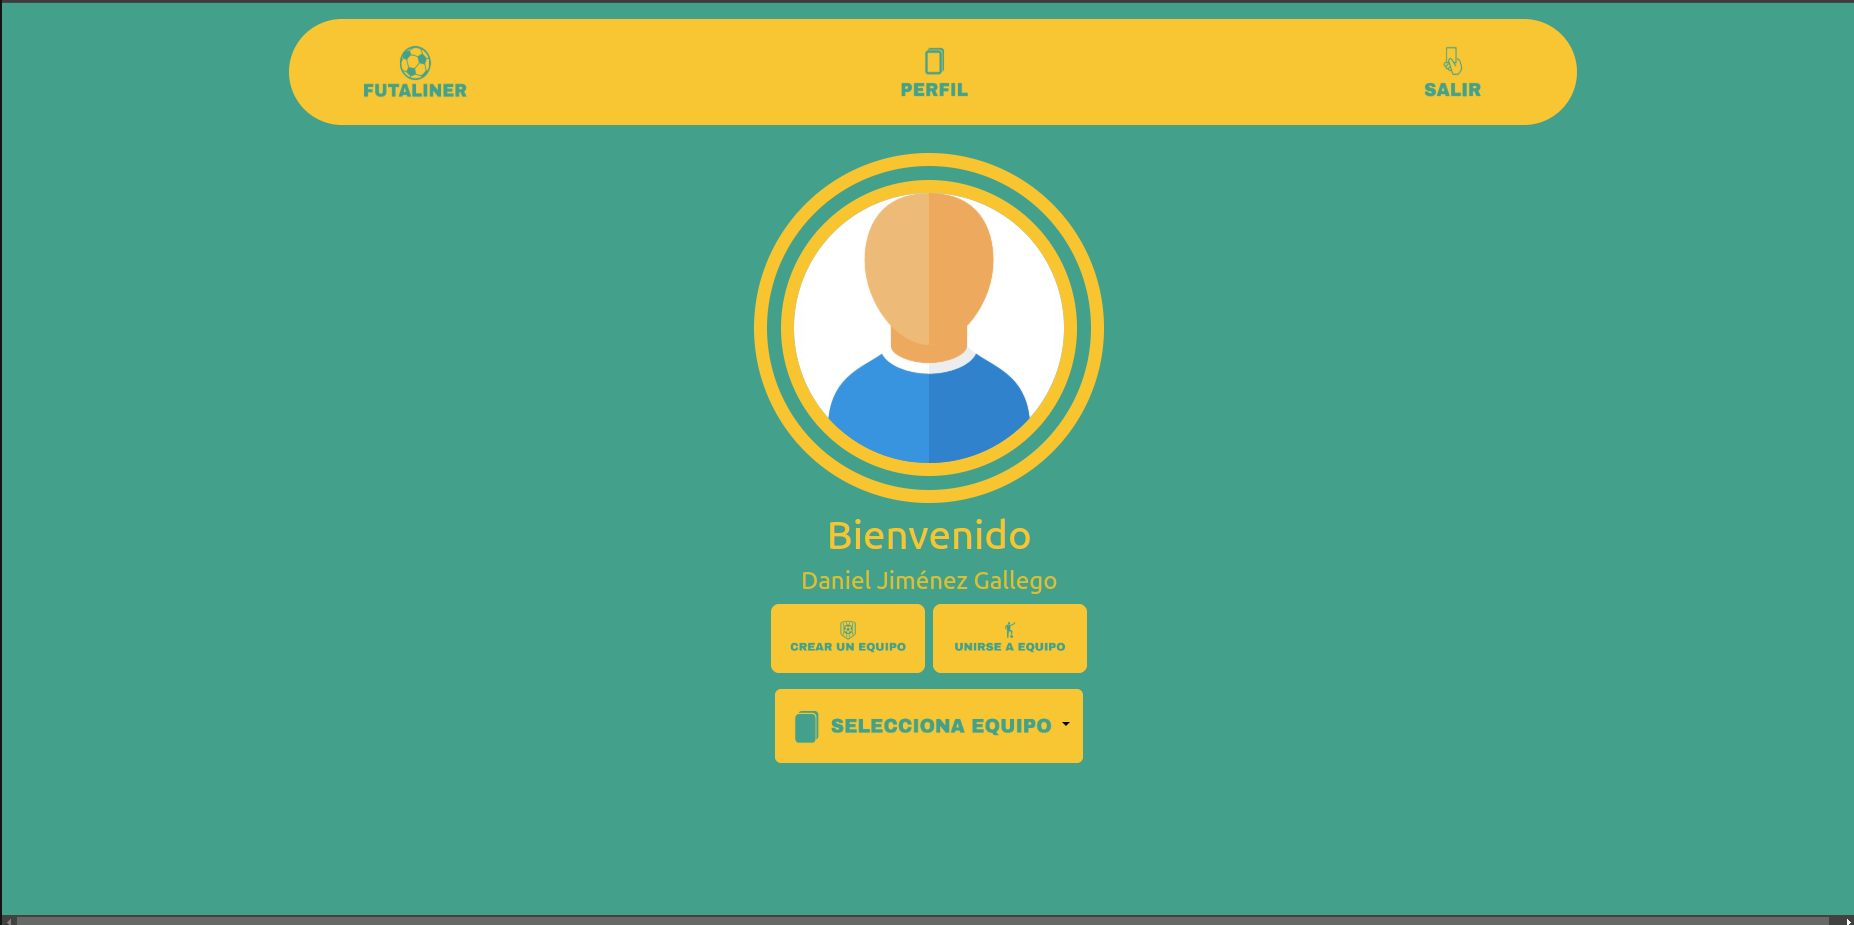 FUTALINER
PERFIL
SALIR
Bienvenido
Daniel Jiménez Gallego
CREAR UN EQUIPO
UNIRSE A EQUIPO
SELECCIONA EQUIPO